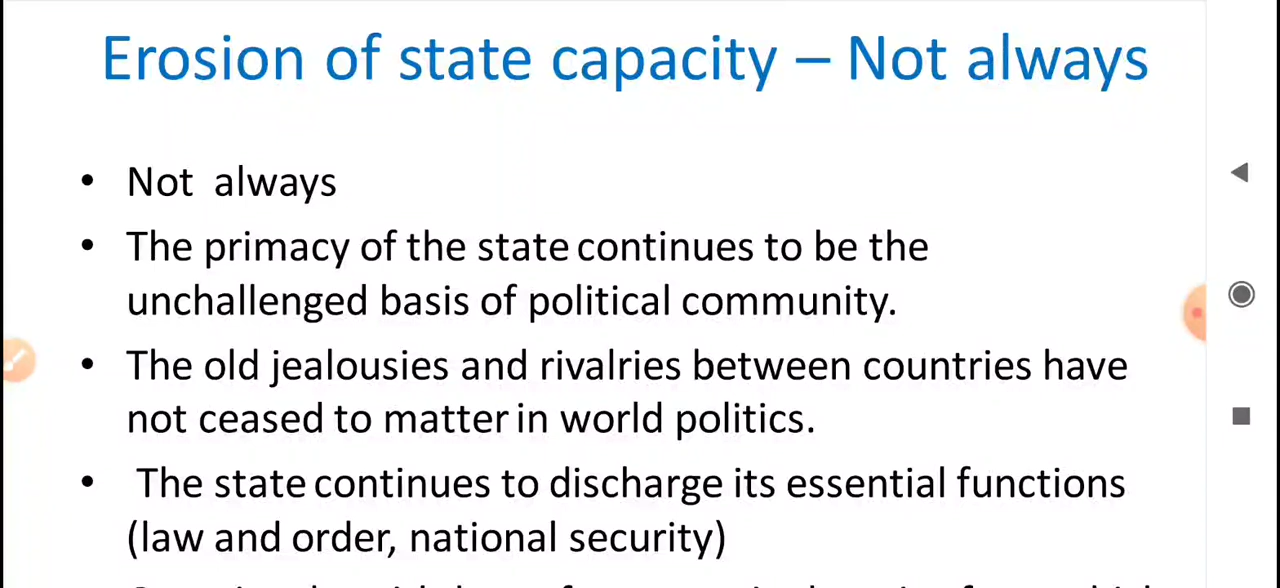 Erosion of state capacity – Not always
• Not always
• The primacy of the state continues to be the
unchallenged basis of political community.
• The old jealousies and rivalries between countries have
not ceased to matter in world politics.
• The state continues to discharge its essential functions
(law and order, national security)